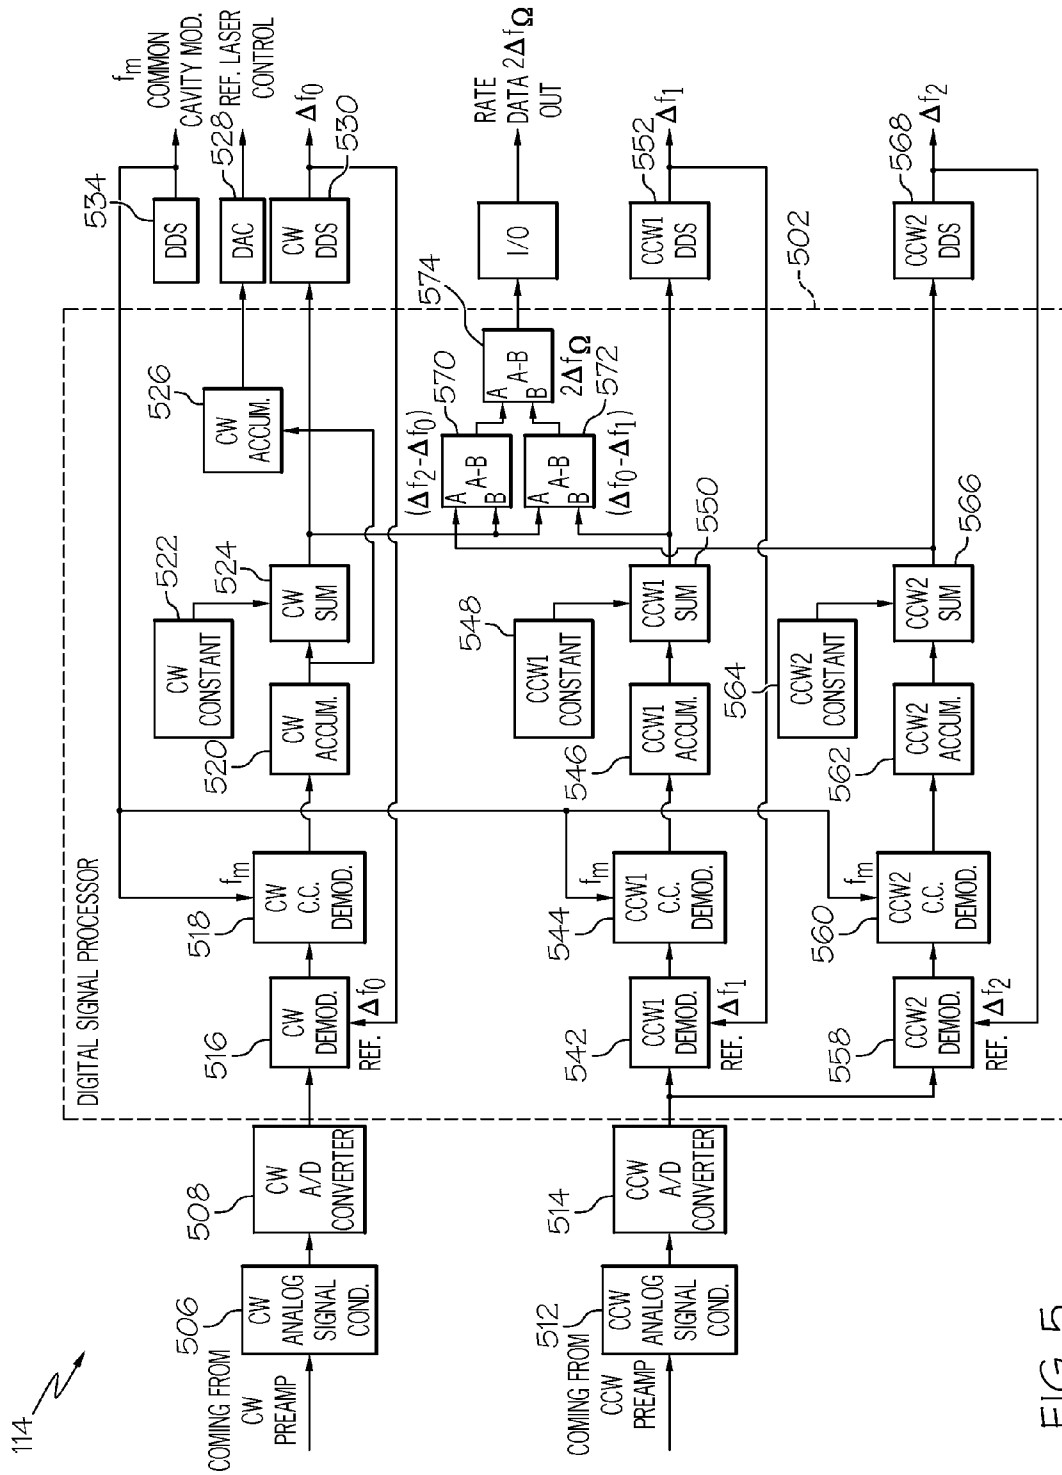 114
COMING FROM
CW
PREAMP
506
CW
ANALOG
SIGNAL
COND.
508
CW
A/D
CONVERTER
DIGITAL SIGNAL PROCESSOR
516
CW
DEMOD.
REF.
Δf0
518
fm
CW
C.C.
DEMOD.
520
CW
ACCUM.
522
CW
CONSTANT
524
CW
SUM
526
CW
ACCUM.
534
DDS
fm
COMMON
CAVITY MOD.
528
DAC
REF. LASER
CONTROL
CW
DDS
530
Δf0
(Δf2-Δf0)
570
A
A-B
B
574
A
A-B
B
2ΔfΩ
572
A
A-B
B
(Δf0-Δf1)
I/O
RATE
DATA 2ΔfΩ
OUT
COMING FROM
CCW
PREAMP
512
CCW
ANALOG
SIGNAL
COND.
514
CCW
A/D
CONVERTER
542
CCW1
DEMOD.
REF.
Δf1
544
fm
CCW1
C.C.
DEMOD.
546
CCW1
ACCUM.
548
CCW1
CONSTANT
550
CCW1
SUM
552
CCW1
DDS
Δf1
558
CCW2
DEMOD.
REF.
Δf2
560
fm
CCW2
C.C.
DEMOD.
562
CCW2
ACCUM.
564
CCW2
CONSTANT
566
CCW2
SUM
568
CCW2
DDS
Δf2
502
FIG. 5